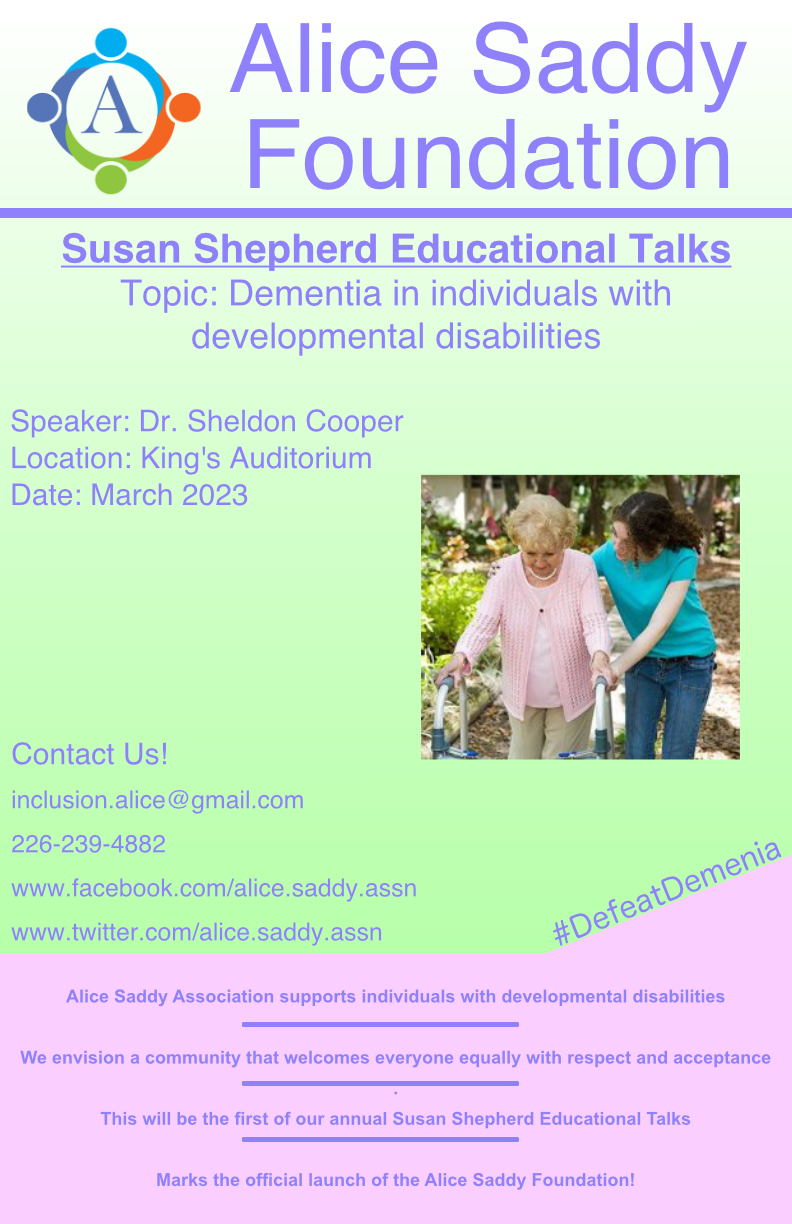 A
Alice Saddy
Foundation
Susan Shepherd Educational Talks
Topic: Dementia in individuals with
developmental disabilities
Speaker: Dr. Sheldon Cooper
Location: King's Auditorium
Date: March 2023
Contact Us!
inclusion.alice@gmail.com
226-239-4882
www.facebook.com/alice.saddy.assn
www.twitter.com/alice.saddy.assn
#DefeatDemenia
Alice Saddy Association supports individuals with developmental disabilities
We envision a community that welcomes everyone equally with respect and acceptance
.
This will be the first of our annual Susan Shepherd Educational Talks
Marks the official launch of the Alice Saddy Foundation!